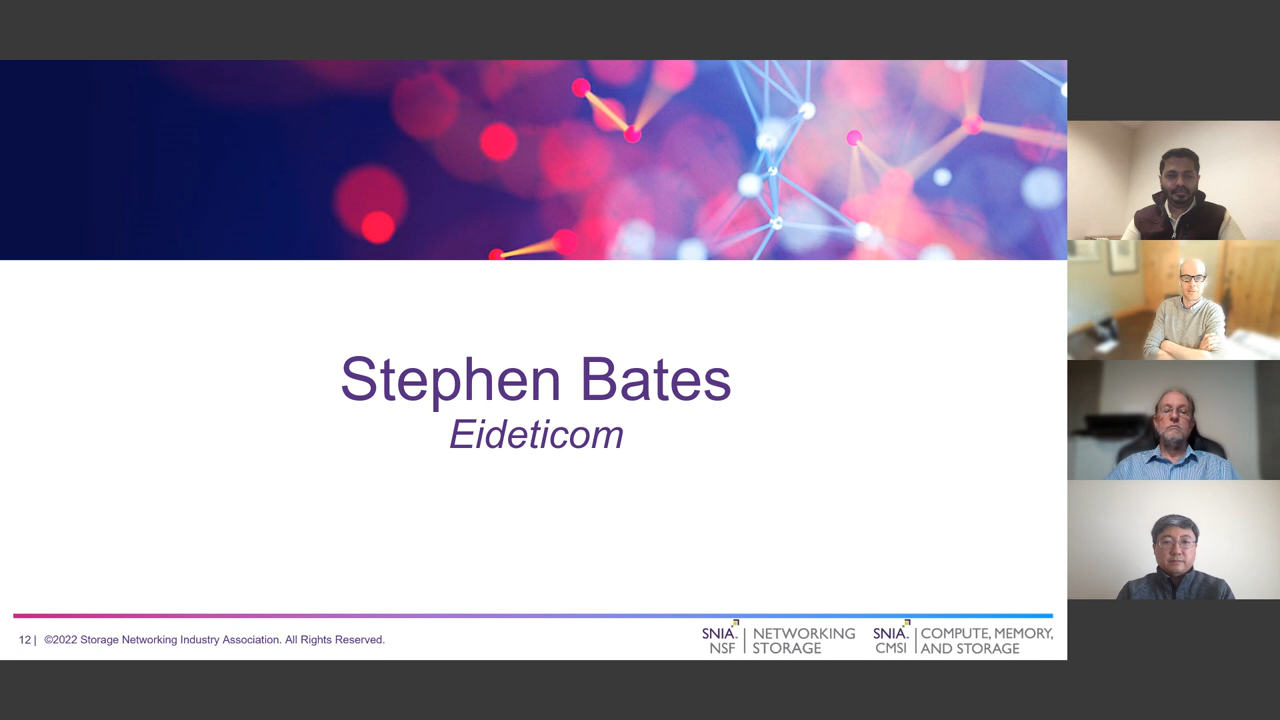 Stephen Bates
Eideticom
12 | ©2022 Storage Networking Industry Association. All Rights Reserved.
SNIA. NETWORKING
NSF STORAGE
SNIA. COMPUTE, MEMORY,
CMSI AND STORAGE